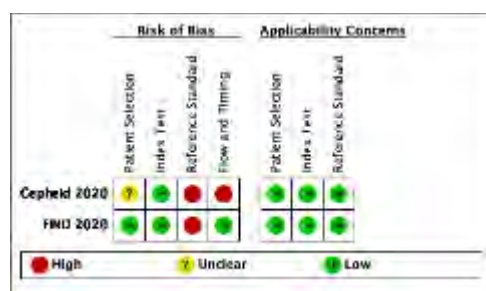 Risk of Bias Applicability Concerns
Patient Selection
Index Test
Reference Standard
Flow and Timing
Patient Selection
Index Test
Reference Standard
Cepheid 2020 ?
2020
High ? Unclear Low